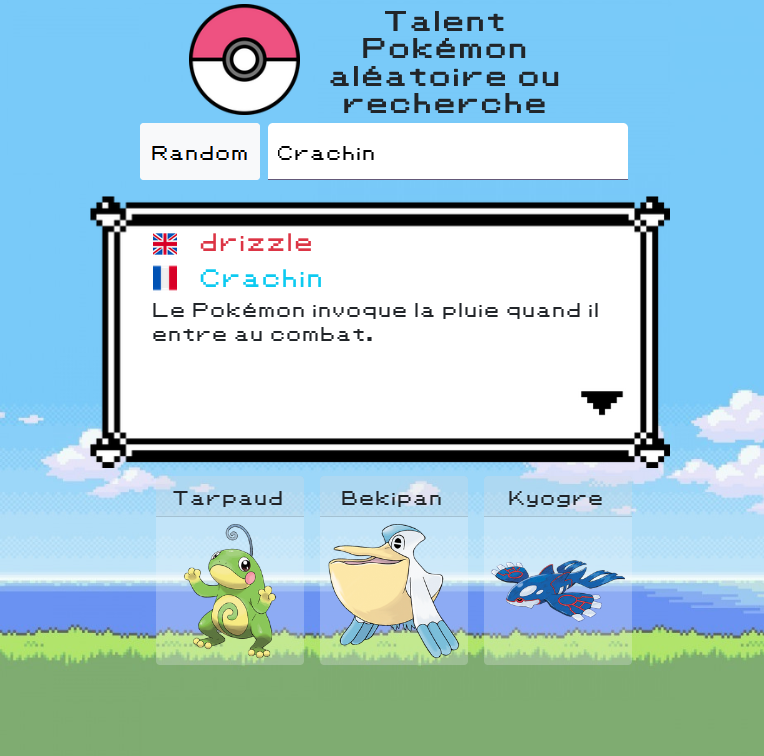 Talent
Pokémon
aléatoire ou
recherche
Random
Crachin
drizzle
Crachin
Le Pokémon invoque la pluie quand il
entre au combat.
Tarpaud
Bekipan
Kyogre